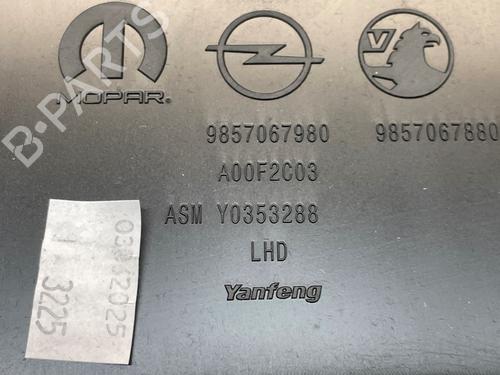 MOPAR
9857067980 9857067880
A00F2C03
ASM Y0353288
LHD
Yanfeng
3225
B-PARTS